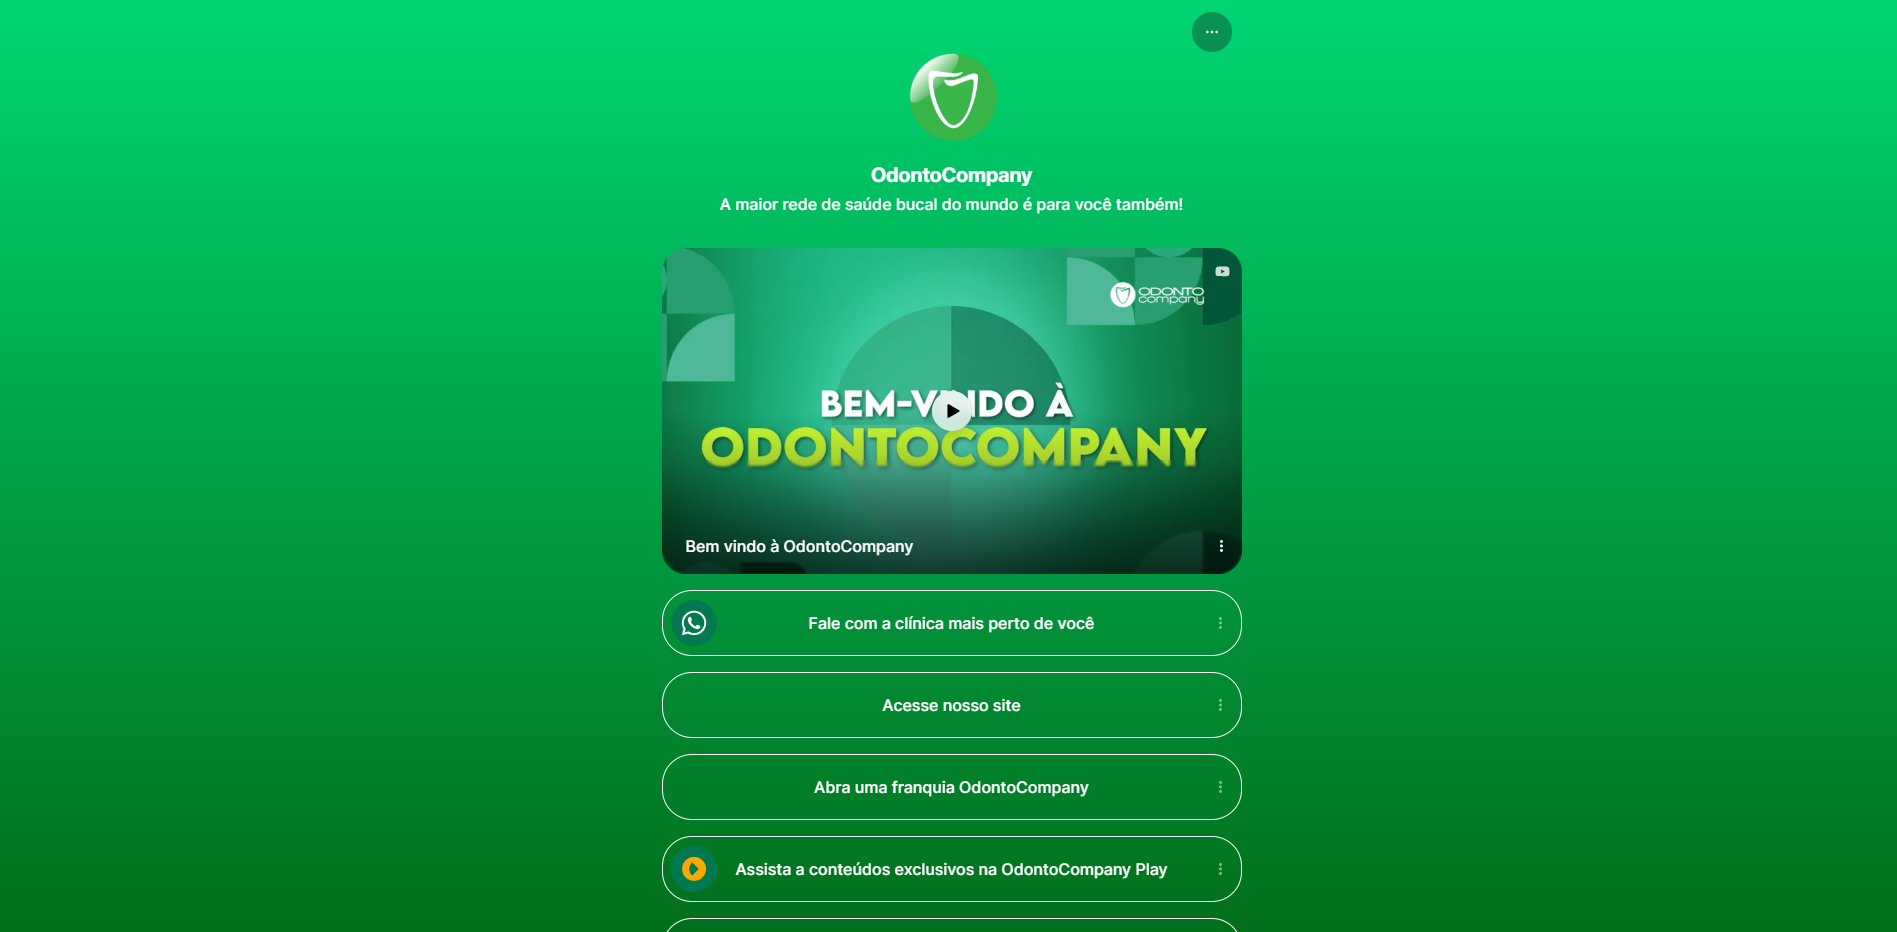 OdontoCompany
A maior rede de saúde bucal do mundo é para você também!
ODONTO
company
BEM-VINDO À
ODONTOCOMPANY
Bem vindo à OdontoCompany
Fale com a clínica mais perto de você
Acesse nosso site
Abra uma franquia OdontoCompany
Assista a conteúdos exclusivos na OdontoCompany Play